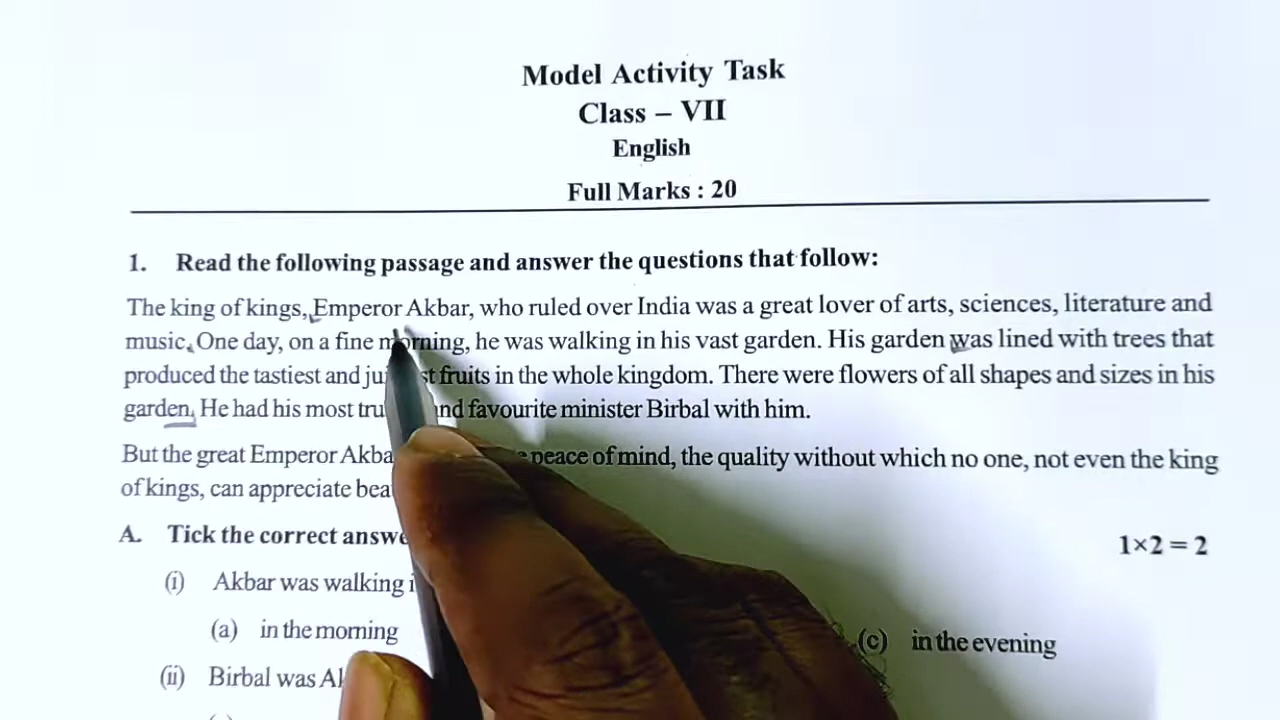 Model Activity Task
Class – VII
English
Full Marks : 20
1. Read the following passage and answer the questions that follow:
The king of kings, Emperor Akbar, who ruled over India was a great lover of arts, sciences, literature and
music. One day, on a fine morning, he was walking in his vast garden. His garden was lined with trees that
produced the tastiest and fruits in the whole kingdom. There were flowers of all shapes and sizes in his
garden. He had his most and favourite minister Birbal with him.
But the great Emperor peace of mind, the quality without which no one, not even the king
of kings, can appreciate
A. Tick the correct 1×2 = 2
(i) Akbar was walking
(a) in the morning (c) in the evening
(ii) Birbal was